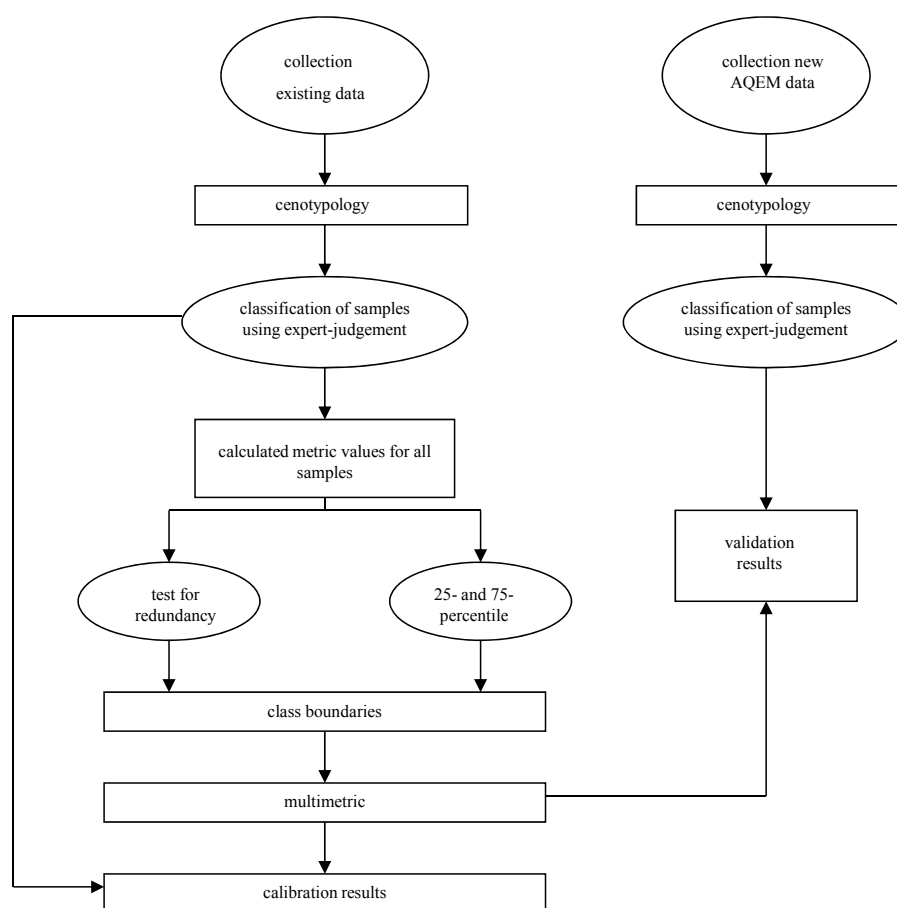 collection
existing data
collection new
AQEM data
cenotypology
cenotypology
classification of samples
using expert-judgement
classification of samples
using expert-judgement
calculated metric values for all
samples
test for
redundancy
25- and 75-
percentile
validation
results
class boundaries
multimetric
calibration results